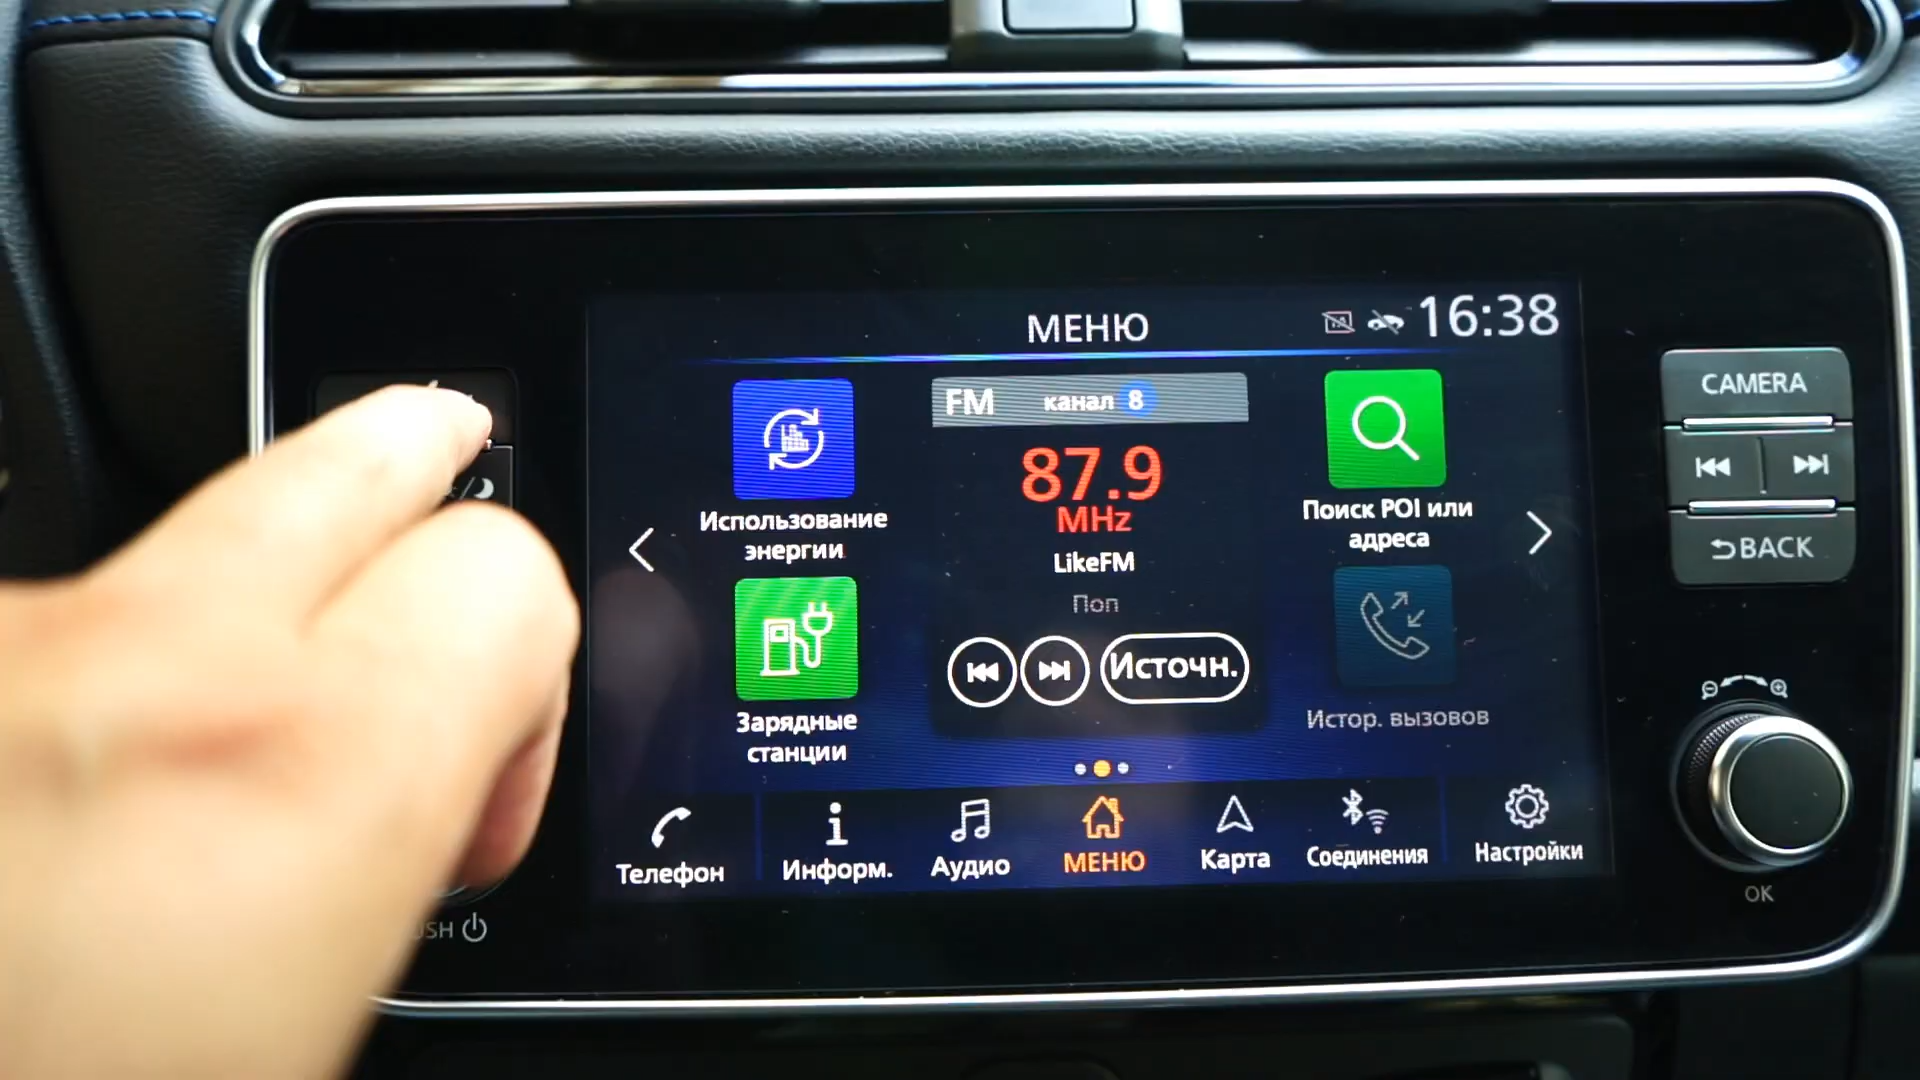 МЕНЮ
16:38
FM канал 8
87.9
MHz
LikeFM
Поп
Источн.
Использование
энергии
Зарядные
станции
Поиск POI или
адреса
Истор. вызовов
Телефон
Информ.
Аудио
МЕНЮ
Карта
Соединения
Настройки
CAMERA
BACK
OK